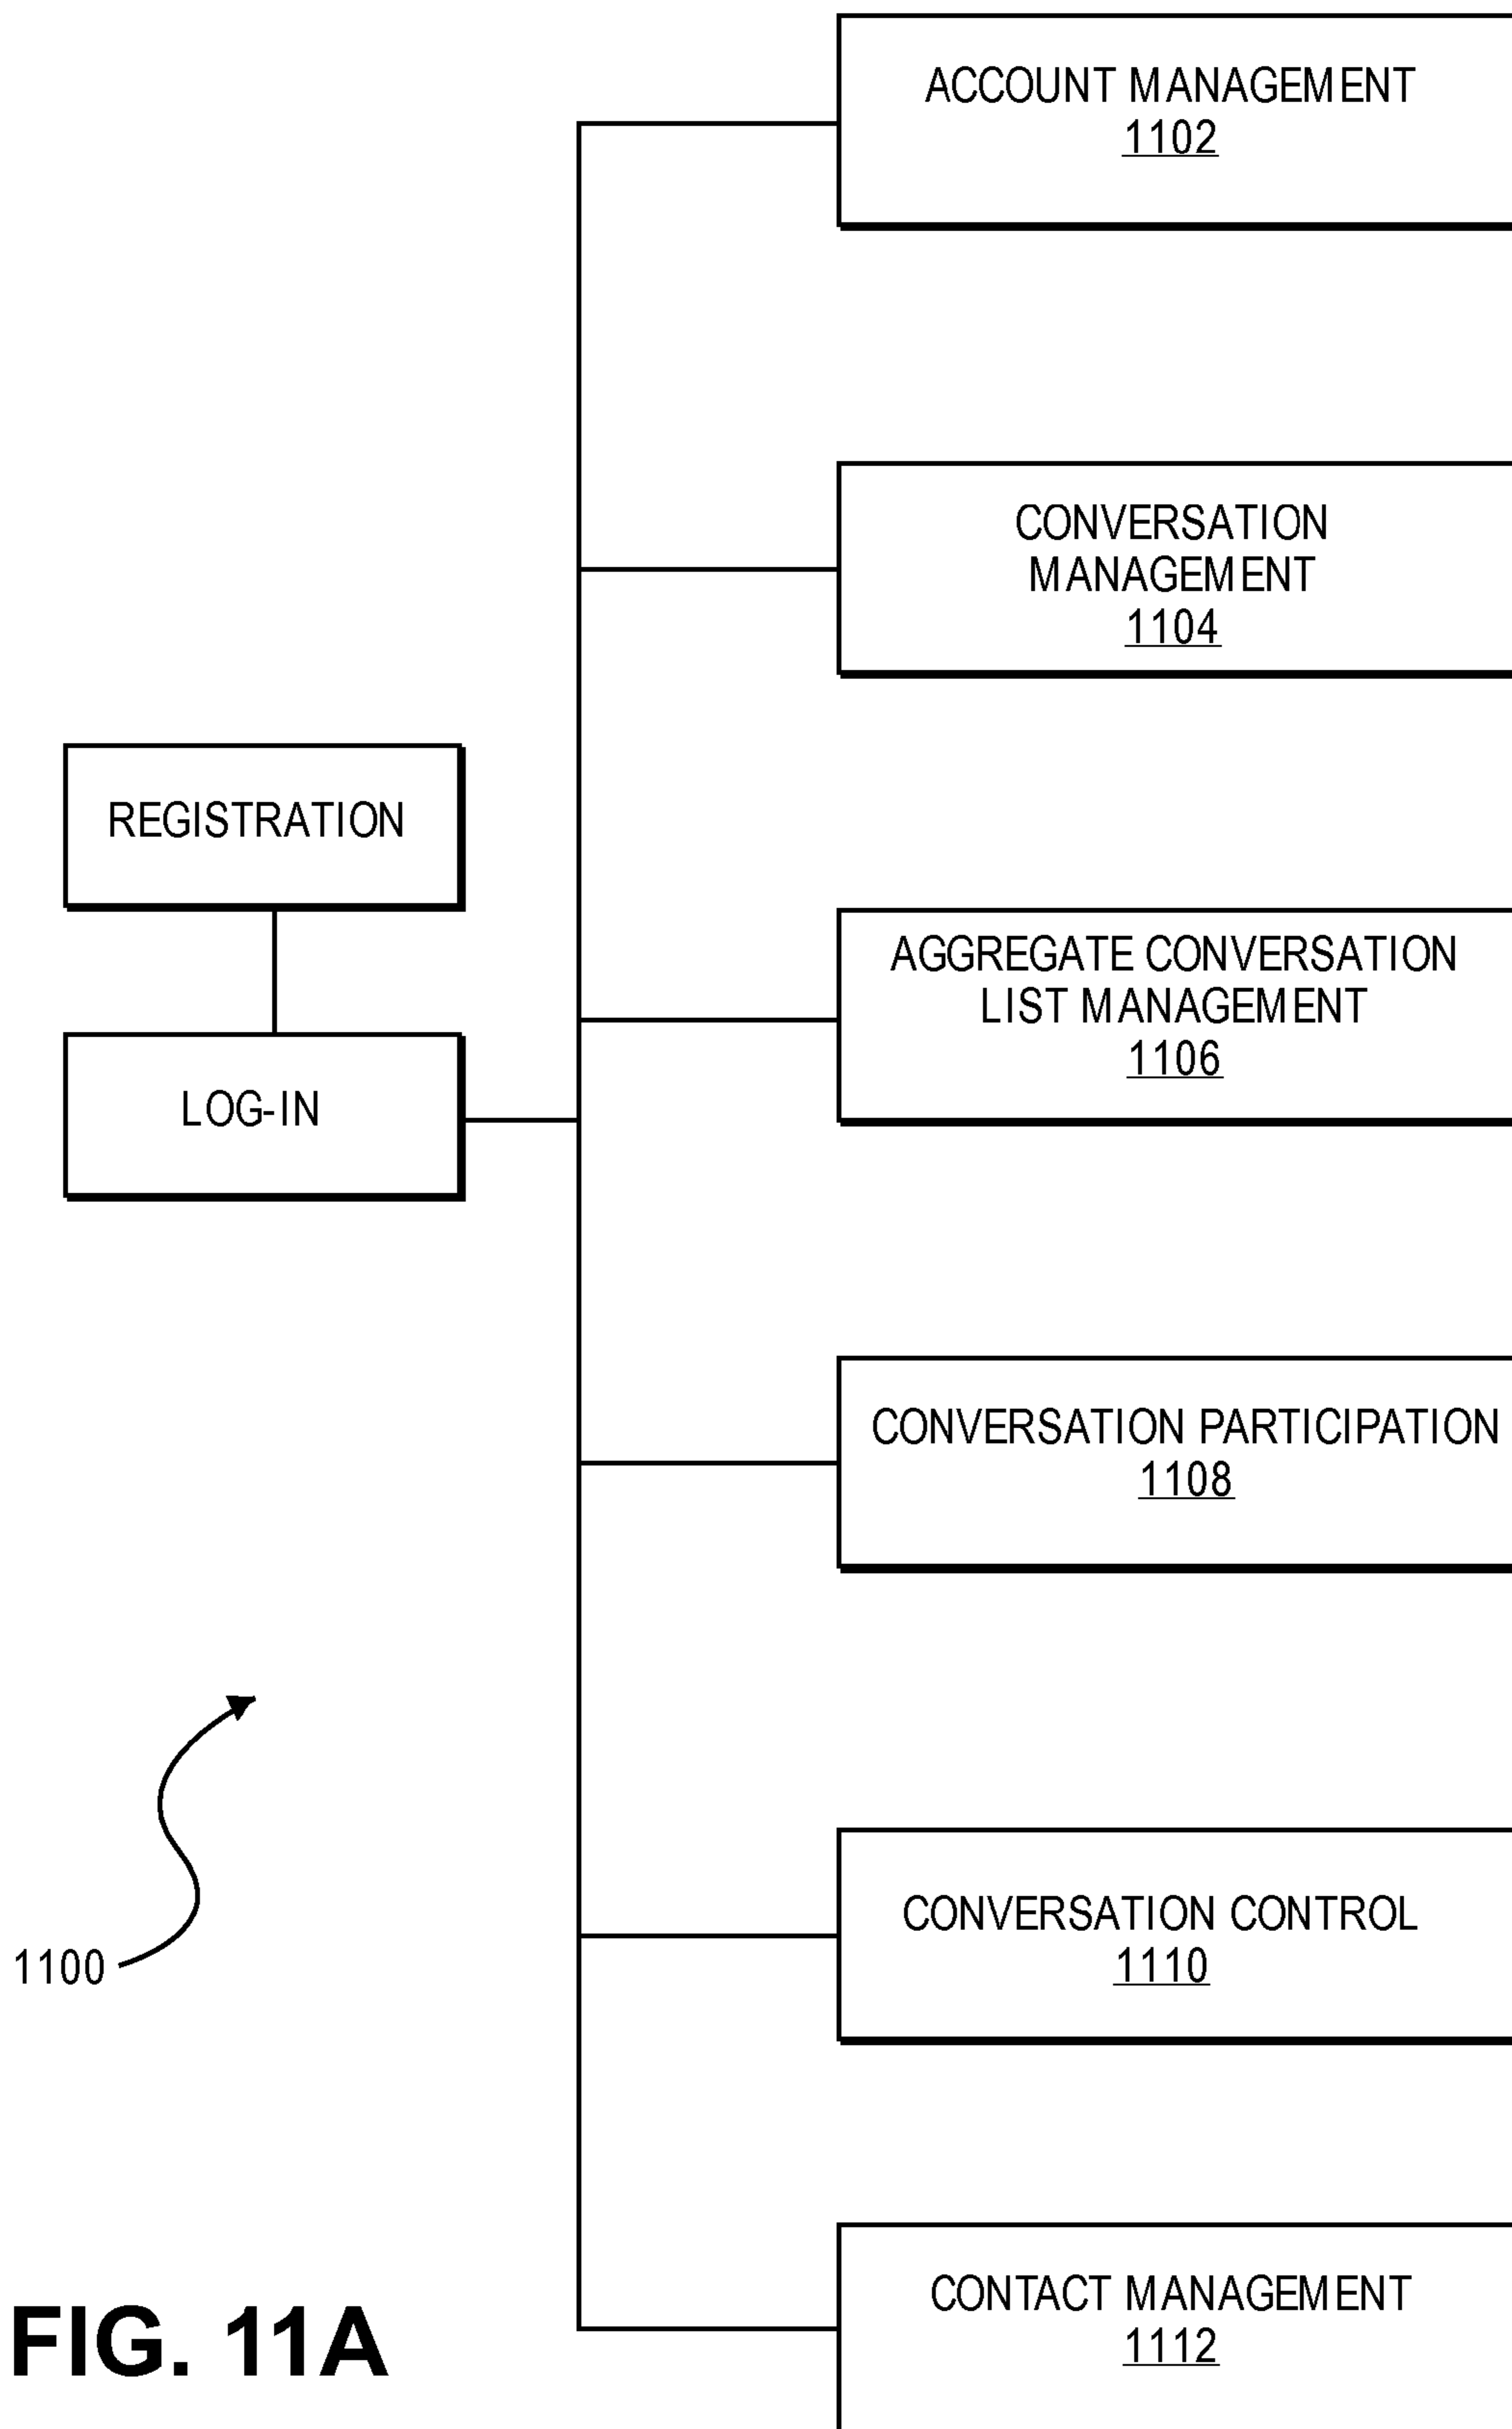 ACCOUNT MANAGEMENT
1102
CONVERSATION
MANAGEMENT
1104
REGISTRATION
AGGREGATE CONVERSATION
LIST MANAGEMENT
1106
LOG-IN
CONVERSATION PARTICIPATION
1108
CONVERSATION CONTROL
1110
1100
CONTACT MANAGEMENT
1112
FIG. 11A